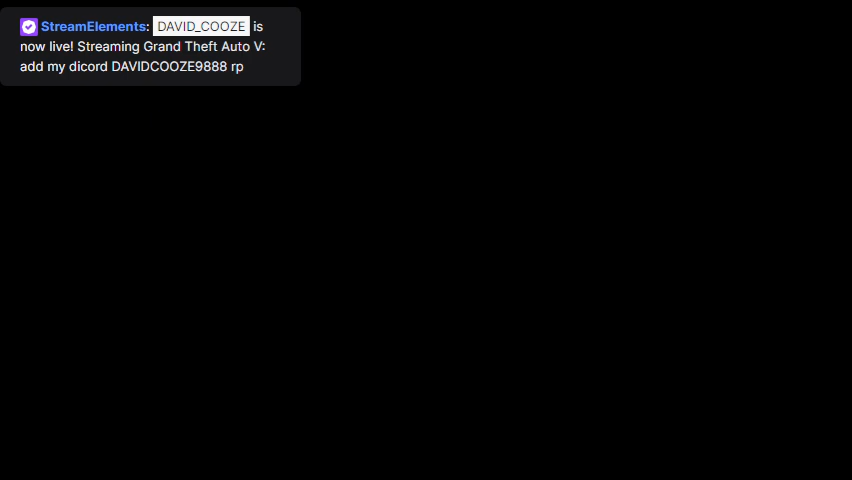 StreamElements: DAVID_COOZE is
now live! Streaming Grand Theft Auto V:
add my dicord DAVIDCOOZE9888 rp